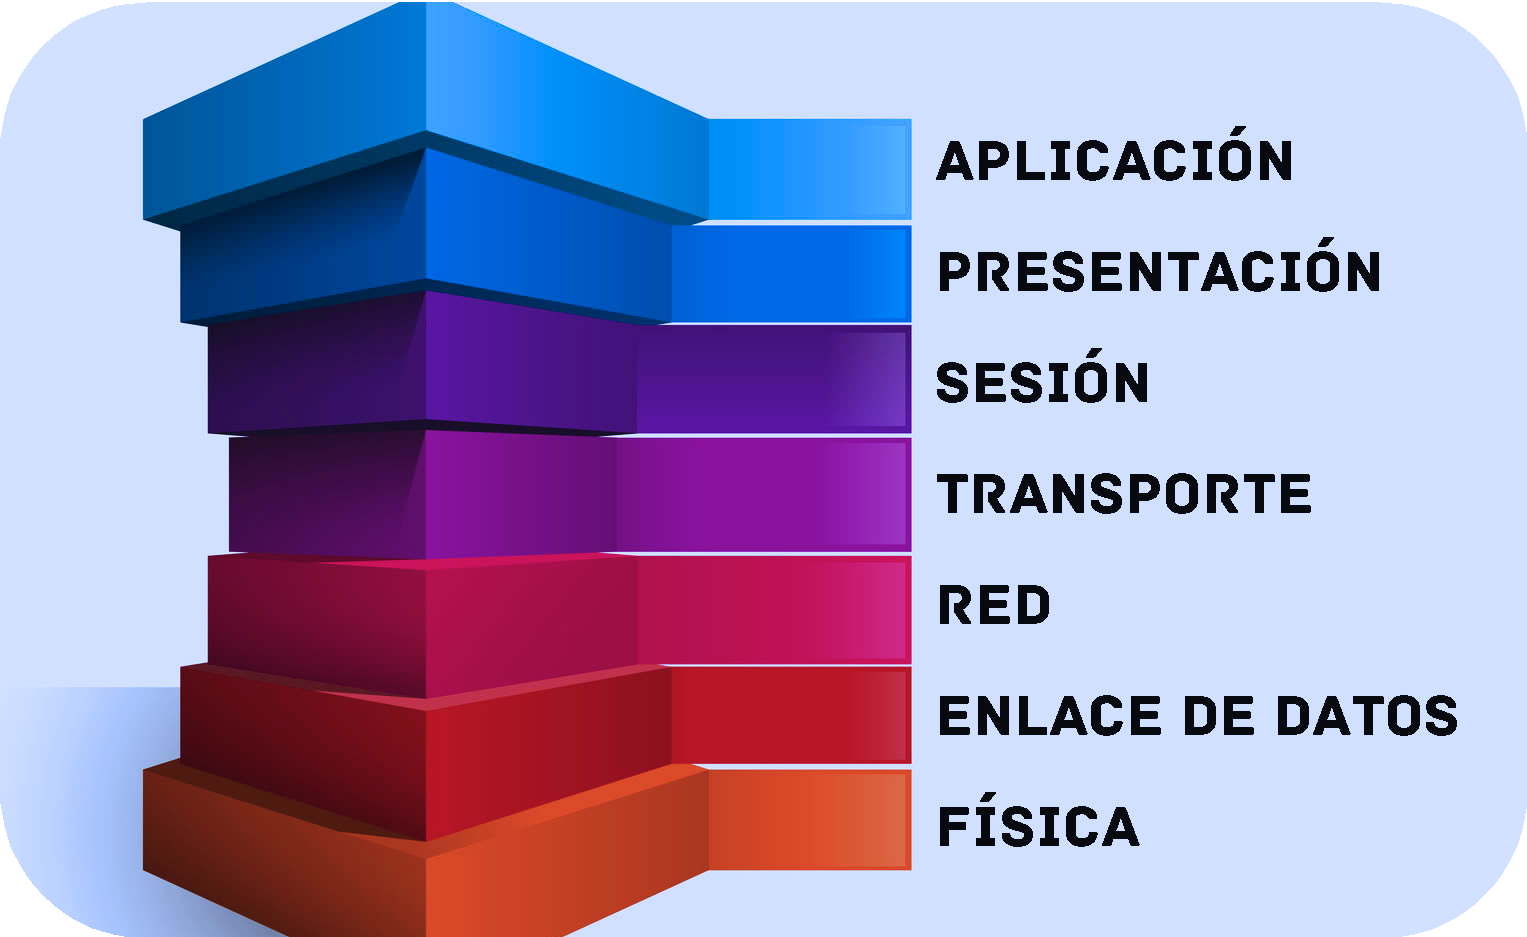 APLICACIÓN
PRESENTACIÓN
SESIÓN
TRANSPORTE
RED
ENLACE DE DATOS
FÍSICA